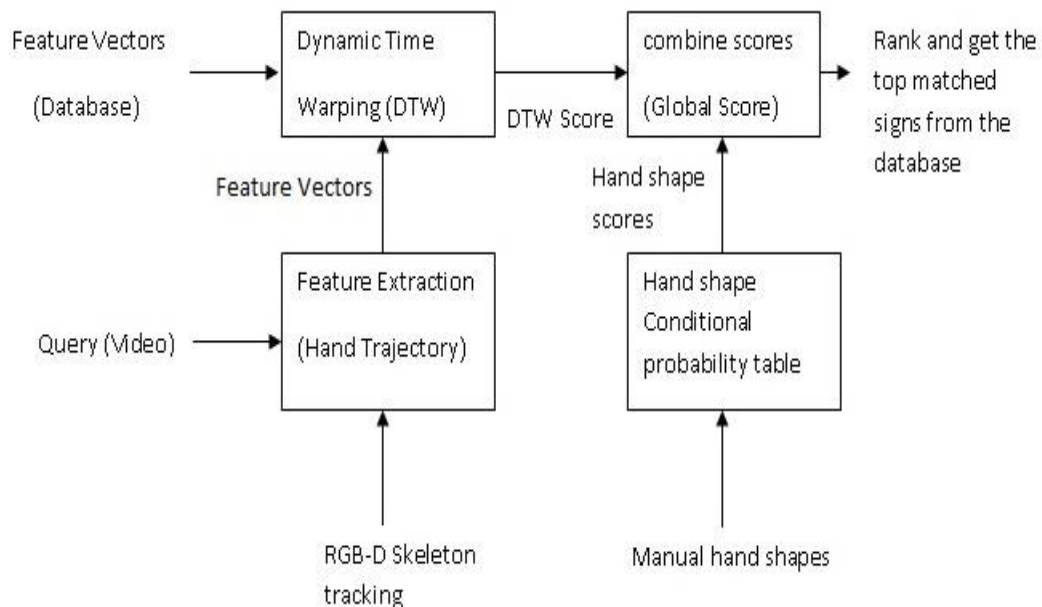 Feature Vectors
(Database)
Dynamic Time
Warping (DTW)
DTW Score
combine scores
(Global Score)
Rank and get the
top matched
signs from the
database
Feature Vectors
Hand shape
scores
Query (Video)
Feature Extraction
(Hand Trajectory)
Hand shape
Conditional
probability table
RGB-D Skeleton
tracking
Manual hand shapes